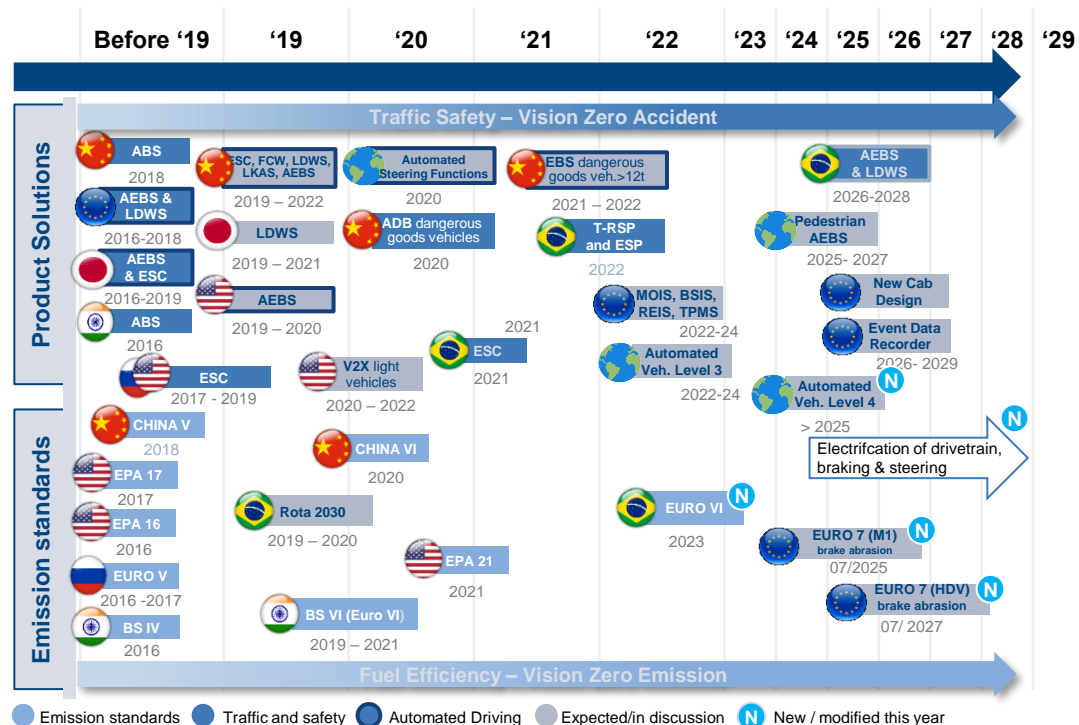 Before ‘19 ‘19 ‘20 ‘21 ‘22 ‘23 ‘24 ‘25 ‘26 ‘27 ‘28 ‘29
Traffic Safety – Vision Zero Accident
Product Solutions
ABS
2018
AEBS &
LDWS
2016-2018
AEBS
& ESC
2016-2019
ABS
2016
ESC
2017 - 2019
ESC, FCW, LDWS,
LKAS, AEBS
2019 – 2022
LDWS
2019 – 2021
AEBS
2019 – 2020
Automated
Steering Functions
2020
ADB dangerous
goods vehicles
2020
V2X light
vehicles
2020 – 2022
EBS dangerous
goods veh.>12t
2021 – 2022
T-RSP
and ESP
2022
2021
ESC
2021
MOIS, BSIS,
REIS, TPMS
2022-24
Automated
Veh. Level 3
2022-24
AEBS
& LDWS
2026-2028
Pedestrian
AEBS
2025- 2027
New Cab
Design
Event Data
Recorder
2026- 2029
N
Automated
Veh. Level 4
> 2025
Emission standards
CHINA V
2018
EPA 17
2017
EPA 16
2016
EURO V
2016 -2017
BS IV
2016
CHINA VI
2020
Rota 2030
2019 – 2020
EPA 21
2021
BS VI (Euro VI)
2019 – 2021
N
EURO VI
2023
N
Electrifcation of drivetrain,
braking & steering
N
EURO 7 (M1)
brake abrasion
07/2025
N
EURO 7 (HDV)
brake abrasion
07/ 2027
Fuel Efficiency – Vision Zero Emission
Emission standards Traffic and safety Automated Driving Expected/in discussion N New / modified this year